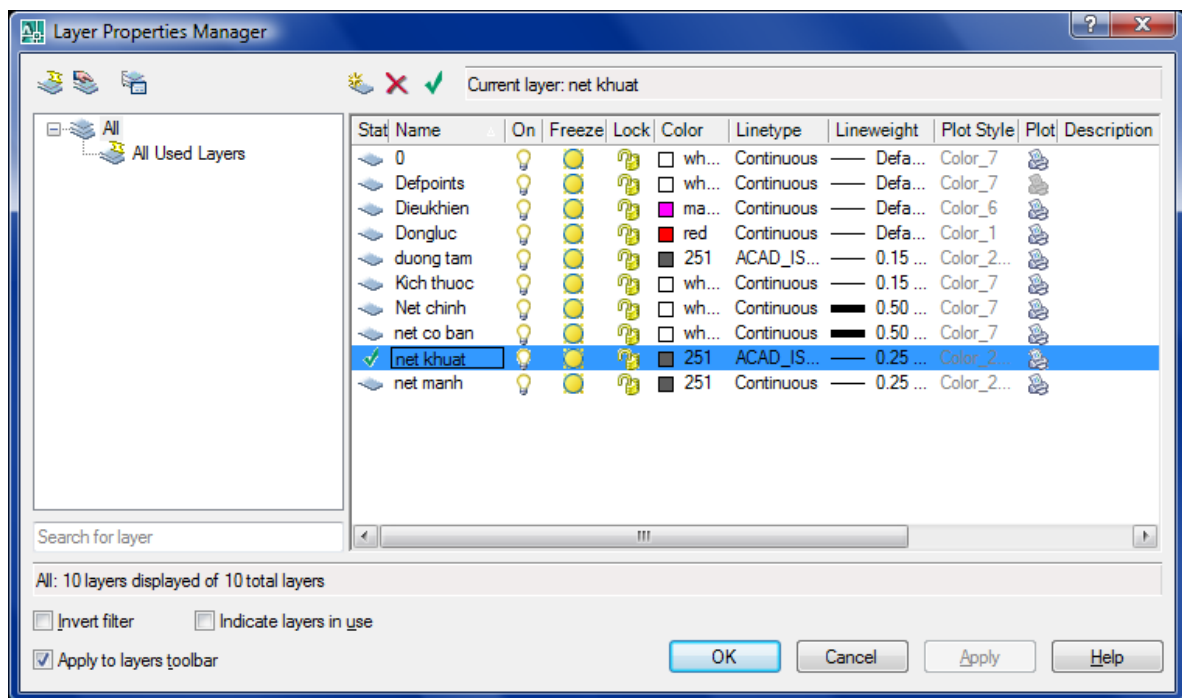 Layer Properties Manager
Current layer: net khuat
All
All Used Layers
Stat Name On Freeze Lock Color Linetype Lineweight Plot Style Plot Description
0 wh... Continuous Defa... Color_7
Defpoints wh... Continuous Defa... Color_7
Dieukhien ma... Continuous Defa... Color_6
Dongluc red Continuous Defa... Color_1
duong tam 251 ACAD_IS... 0.15 ... Color_2...
Kich thuoc wh... Continuous 0.15 ... Color_7
Net chinh wh... Continuous 0.50 ... Color_7
net co ban wh... Continuous 0.50 ... Color_7
net khuat 251 ACAD_IS... 0.25 ... Color_2...
net manh 251 Continuous 0.25 ... Color_2...
Search for layer
All: 10 layers displayed of 10 total layers
Invert filter Indicate layers in use
Apply to layers toolbar OK Cancel Apply Help